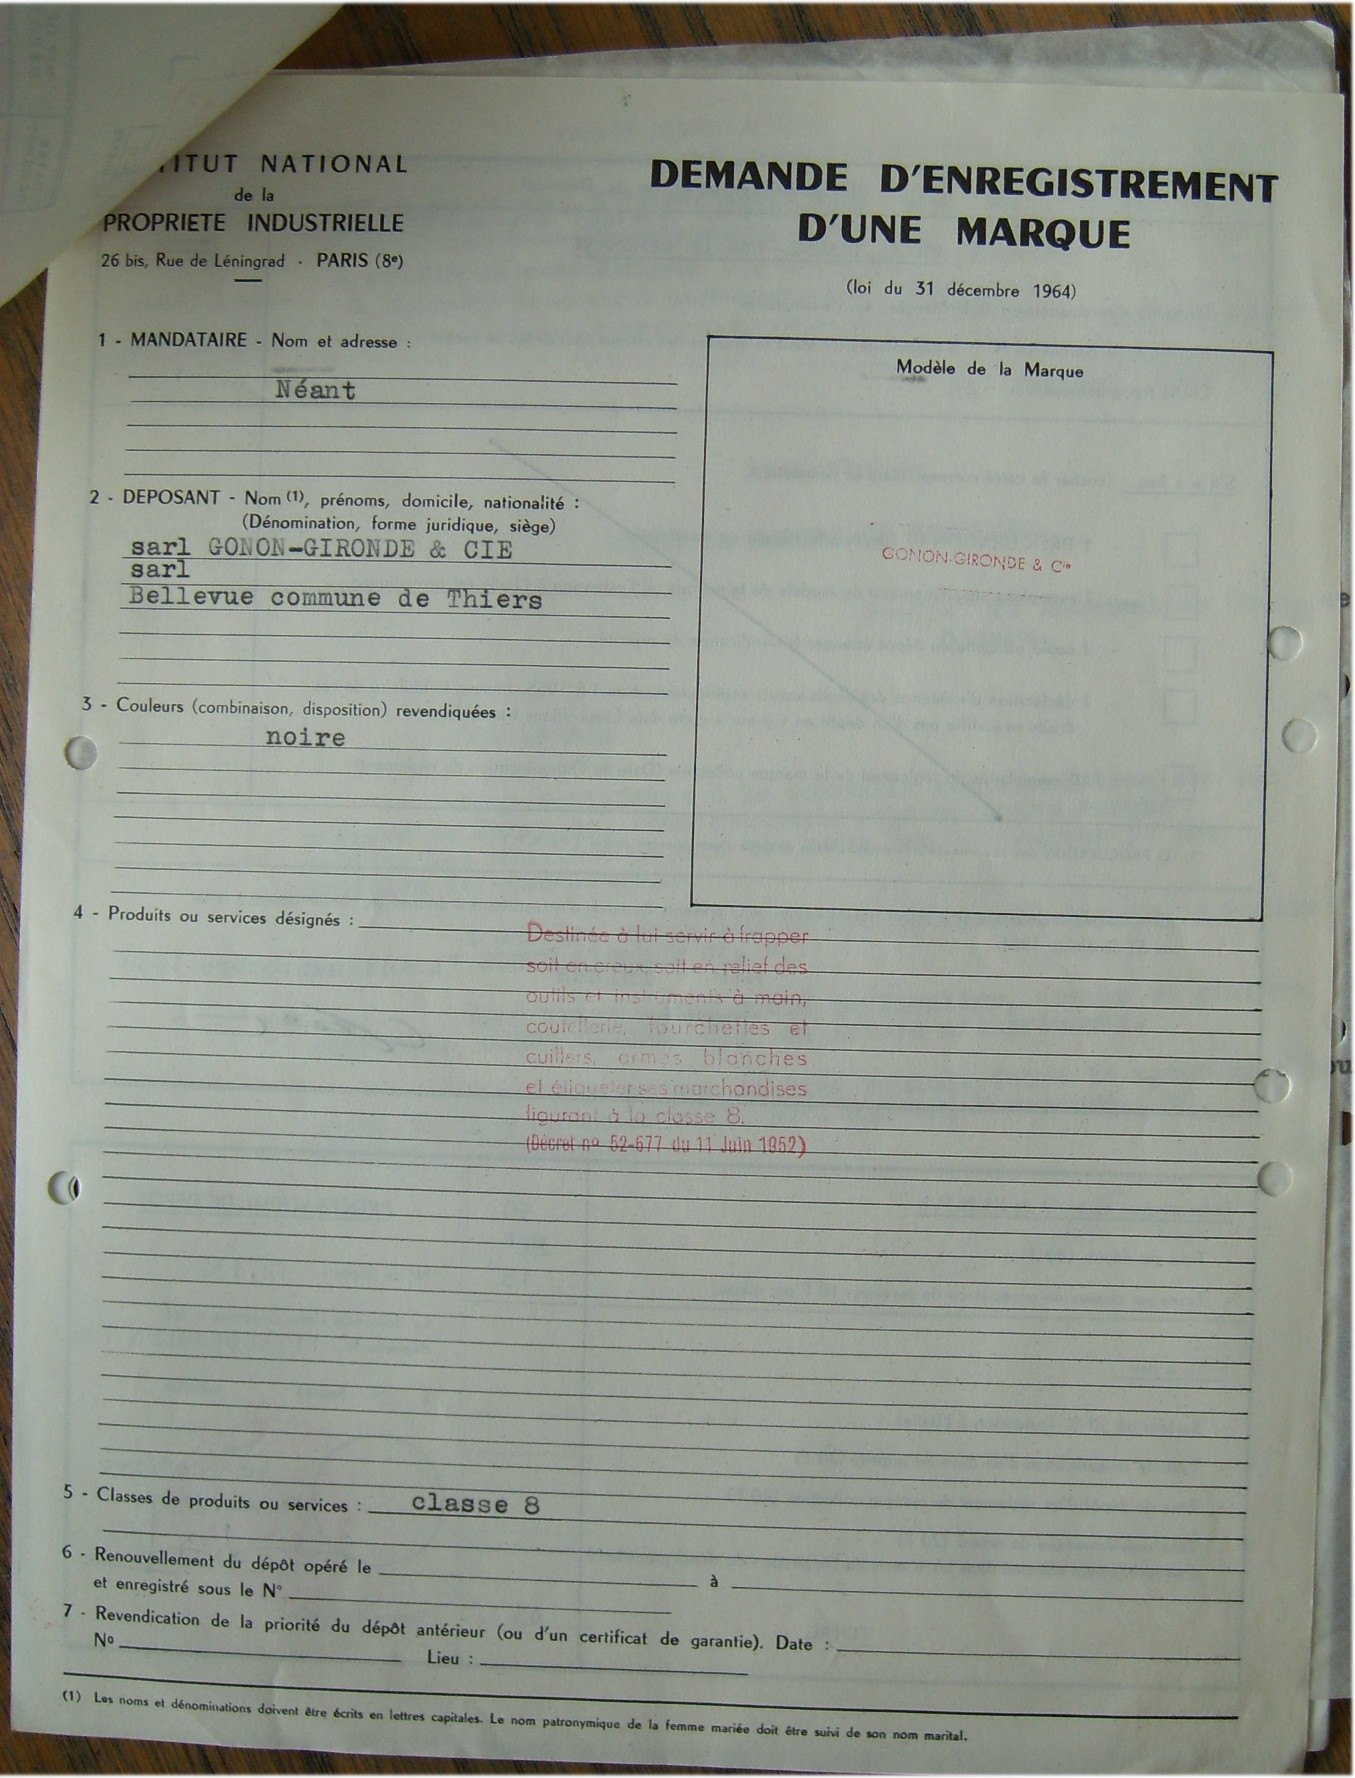 TITUT NATIONAL
de la
PROPRIETE INDUSTRIELLE
26 bis, Rue de Léningrad - PARIS (8e)
DEMANDE D'ENREGISTREMENT
D'UNE MARQUE
(loi du 31 décembre 1964)
1 - MANDATAIRE - Nom et adresse :
Néant
2 - DEPOSANT - Nom (1), prénoms, domicile, nationalité :
(Dénomination, forme juridique, siège)
sarl GONON-GIRONDE & CIE
sarl
Bellevue commune de Thiers
3 - Couleurs (combinaison, disposition) revendiquées :
noire
Modèle de la Marque
GONON-GIRONDE & Cie
4 - Produits ou services désignés :
Destinée à lui servir à frapper
soit en creux, soit en relief des
outils et instruments à main,
coutellerie, fourchettes et
cuillers, armes blanches
et étiqueter ses marchandises
figurant à la classe 8.
(Décret nº 52-677 du 11 Juin 1952)
5 - Classes de produits ou services : classe 8
6 - Renouvellement du dépôt opéré le à
et enregistré sous le N°
7 - Revendication de la priorité du dépôt antérieur (ou d'un certificat de garantie). Date :
Nº Lieu :
(1) Les noms et dénominations doivent être écrits en lettres capitales. Le nom patronymique de la femme mariée doit être suivi de son nom marital.